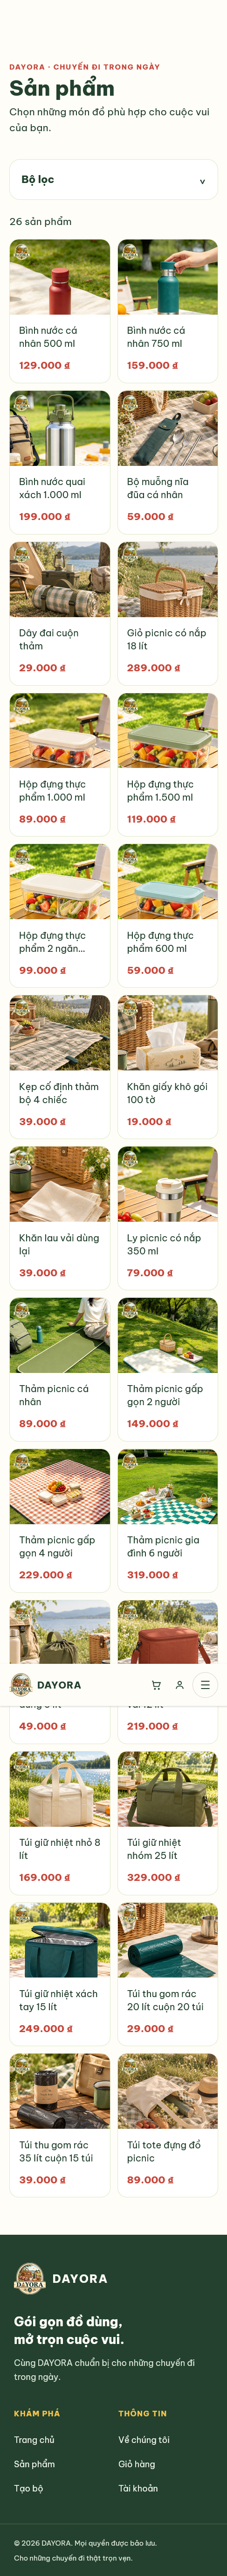 DAYORA · CHUYẾN ĐI TRONG NGÀY
Sản phẩm
Chọn những món đồ phù hợp cho cuộc vui
của bạn.
Bộ lọc
26 sản phẩm
Bình nước cá
nhân 500 ml
129.000 ₫
Bình nước cá
nhân 750 ml
159.000 ₫
Bình nước quai
xách 1.000 ml
199.000 ₫
Bộ muỗng nĩa
đũa cá nhân
59.000 ₫
Dây đai cuộn
thảm
29.000 ₫
Giỏ picnic có nắp
18 lít
289.000 ₫
Hộp đựng thực
phẩm 1.000 ml
89.000 ₫
Hộp đựng thực
phẩm 1.500 ml
119.000 ₫
Hộp đựng thực
phẩm 2 ngăn...
99.000 ₫
Hộp đựng thực
phẩm 600 ml
59.000 ₫
Kẹp cố định thảm
bộ 4 chiếc
39.000 ₫
Khăn giấy khô gói
100 tờ
19.000 ₫
Khăn lau vải dùng
lại
39.000 ₫
Ly picnic có nắp
350 ml
79.000 ₫
Thảm picnic cá
nhân
89.000 ₫
Thảm picnic gấp
gọn 2 người
149.000 ₫
Thảm picnic gấp
gọn 4 người
229.000 ₫
Thảm picnic gia
đình 6 người
319.000 ₫
DAYORA
49.000 ₫
219.000 ₫
Túi giữ nhiệt nhỏ 8
lít
169.000 ₫
Túi giữ nhiệt
nhóm 25 lít
329.000 ₫
Túi giữ nhiệt xách
tay 15 lít
249.000 ₫
Túi thu gom rác
20 lít cuộn 20 túi
29.000 ₫
Túi thu gom rác
35 lít cuộn 15 túi
39.000 ₫
Túi tote đựng đồ
picnic
89.000 ₫
DAYORA
Gói gọn đồ dùng,
mở trọn cuộc vui.
Cùng DAYORA chuẩn bị cho những chuyến đi
trong ngày.
KHÁM PHÁ
Trang chủ
Sản phẩm
Tạo bộ
THÔNG TIN
Về chúng tôi
Giỏ hàng
Tài khoản
© 2026 DAYORA. Mọi quyền được bảo lưu.
Cho những chuyến đi thật trọn vẹn.